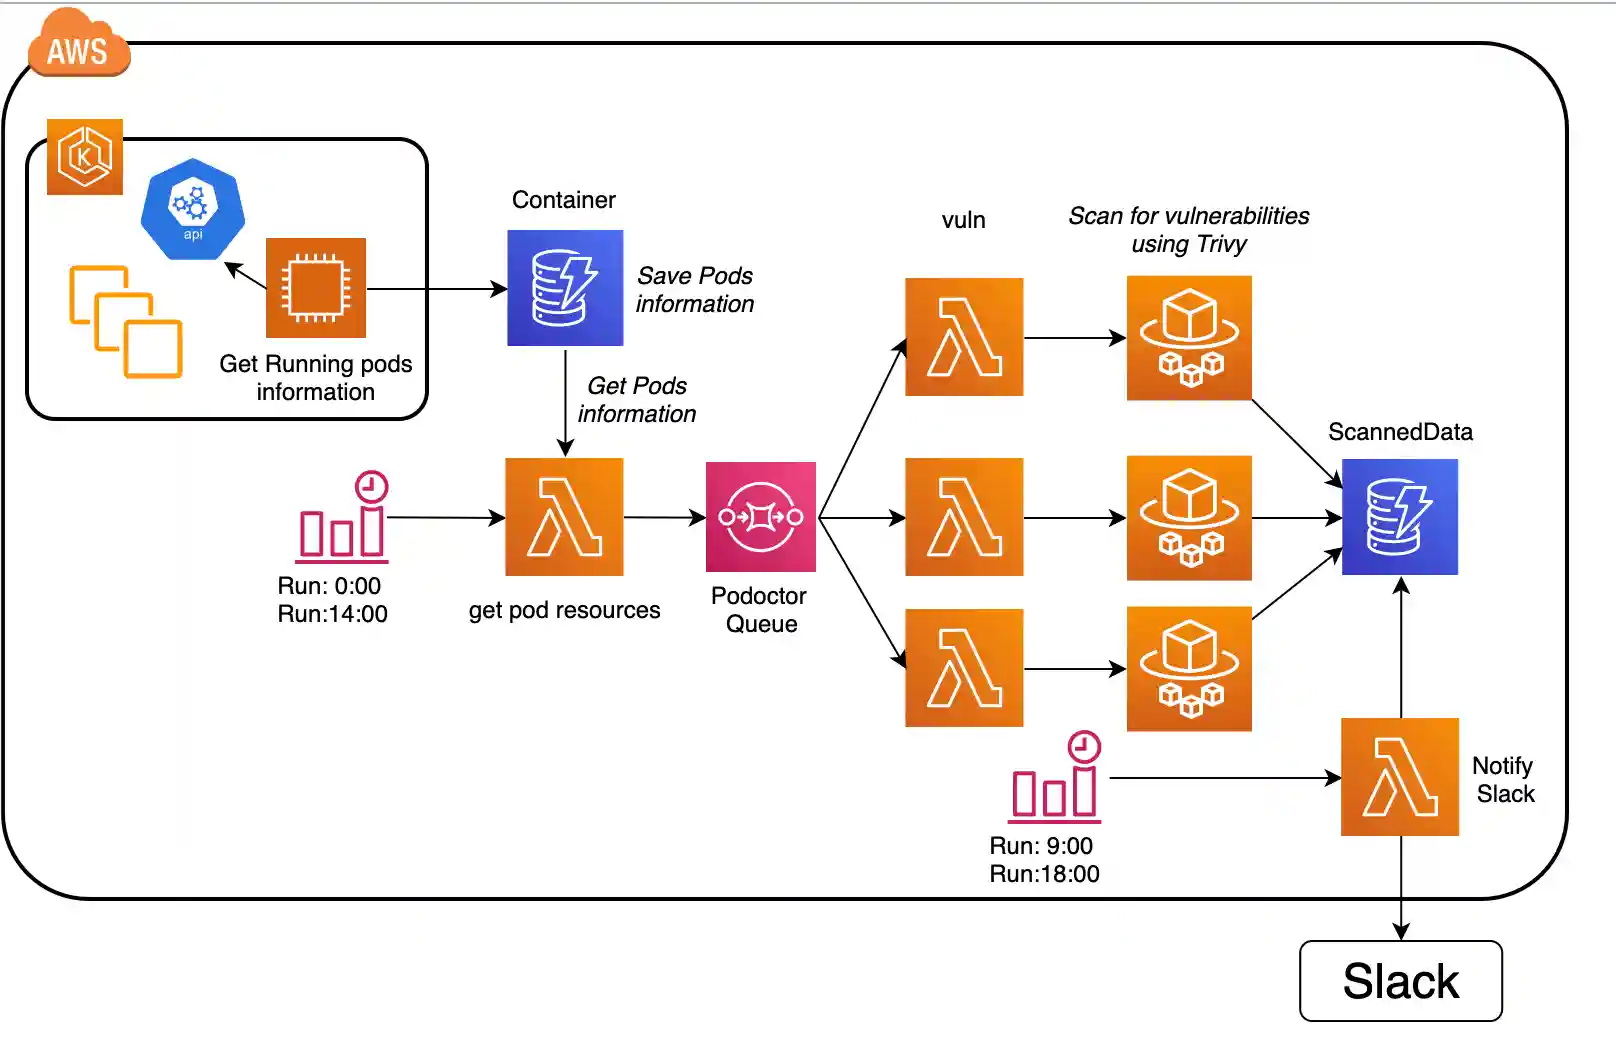 AWS
K
api
Get Running pods
information
Container
Save Pods
information
Get Pods
information
vuln
Scan for vulnerabilities
using Trivy
ScannedData
Run: 0:00
Run:14:00
get pod resources
Podoctor
Queue
Run: 9:00
Run:18:00
Notify
Slack
Slack